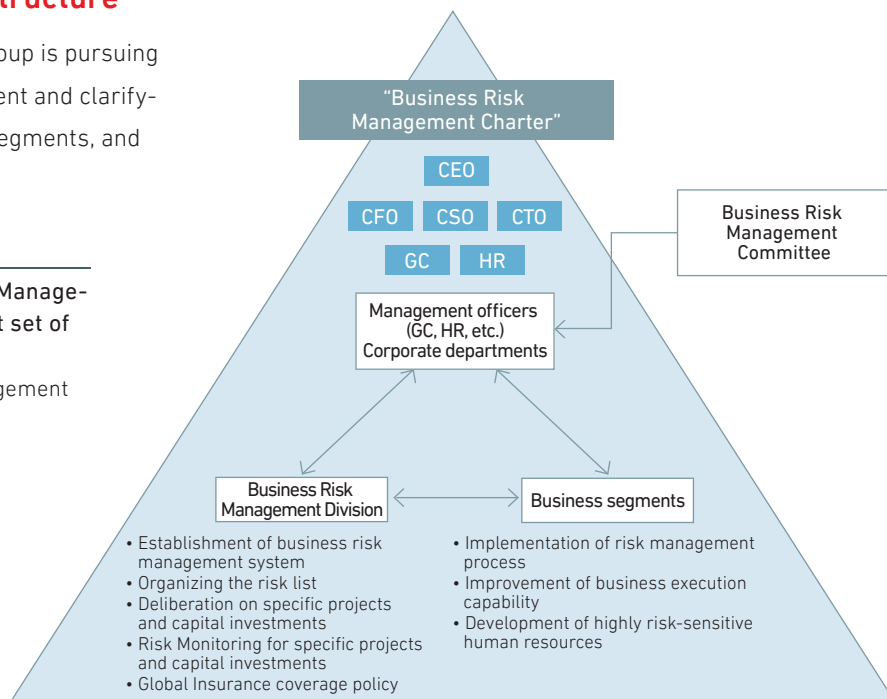 oup is pursuing
ent and clarify-
egments, and
Manage-
t set of
gement
"Business Risk
Management Charter"
CEO
CFO CSO CTO
GC HR
Business Risk
Management
Committee
Management officers
(GC, HR, etc.)
Corporate departments
Business Risk
Management Division
Business segments
• Establishment of business risk
management system
• Organizing the risk list
• Deliberation on specific projects
and capital investments
• Risk Monitoring for specific projects
and capital investments
• Global Insurance coverage policy
• Implementation of risk management
process
• Improvement of business execution
capability
• Development of highly risk-sensitive
human resources